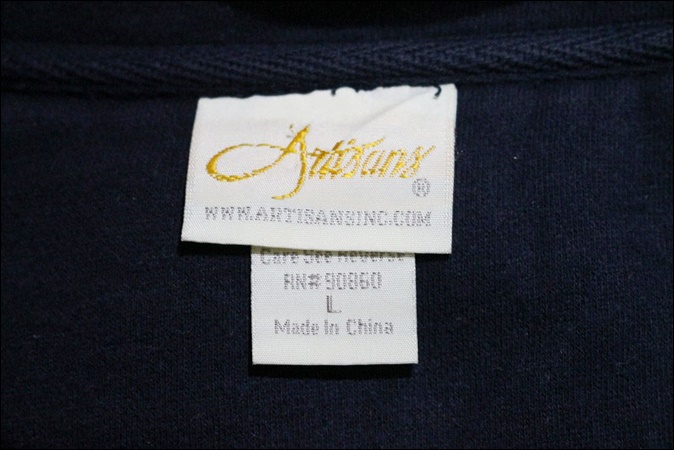 Artisans®
WWW.ARTISANSINC.COM
Care See Reverse
RN# 90860
L
Made In China